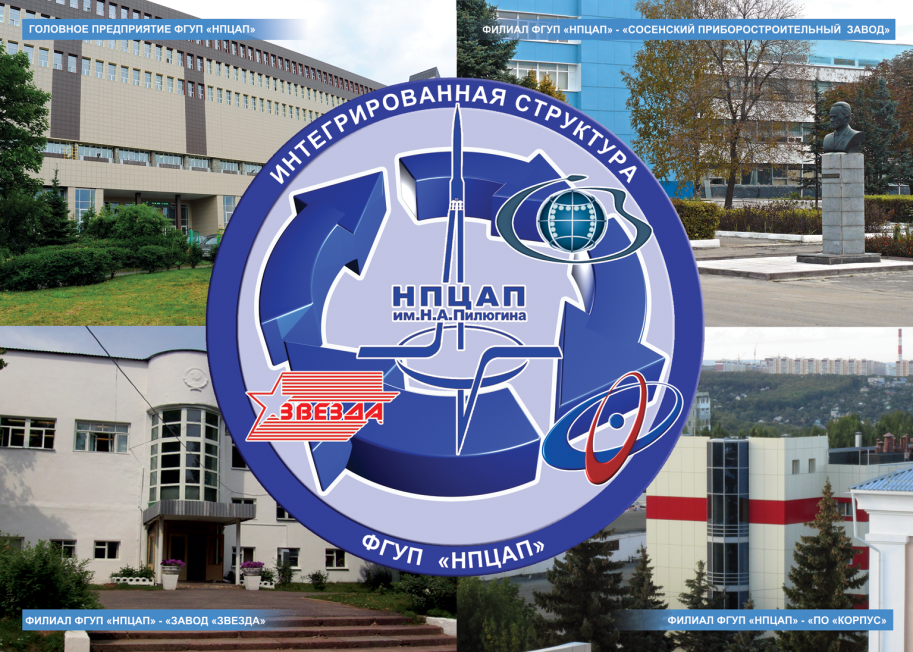 ГОЛОВНОЕ ПРЕДПРИЯТИЕ ФГУП «НПЦАП»
ФИЛИАЛ ФГУП «НПЦАП» - «СОСЕНСКИЙ ПРИБОРОСТРОИТЕЛЬНЫЙ ЗАВОД»
ИНТЕГРИРОВАННАЯ СТРУКТУРА
НПЦАП
им.Н.А.Пилюгина
ЗВЕЗДА
ФГУП «НПЦАП»
ФИЛИАЛ ФГУП «НПЦАП» - «ЗАВОД «ЗВЕЗДА»
ФИЛИАЛ ФГУП «НПЦАП» - «ПО «КОРПУС»